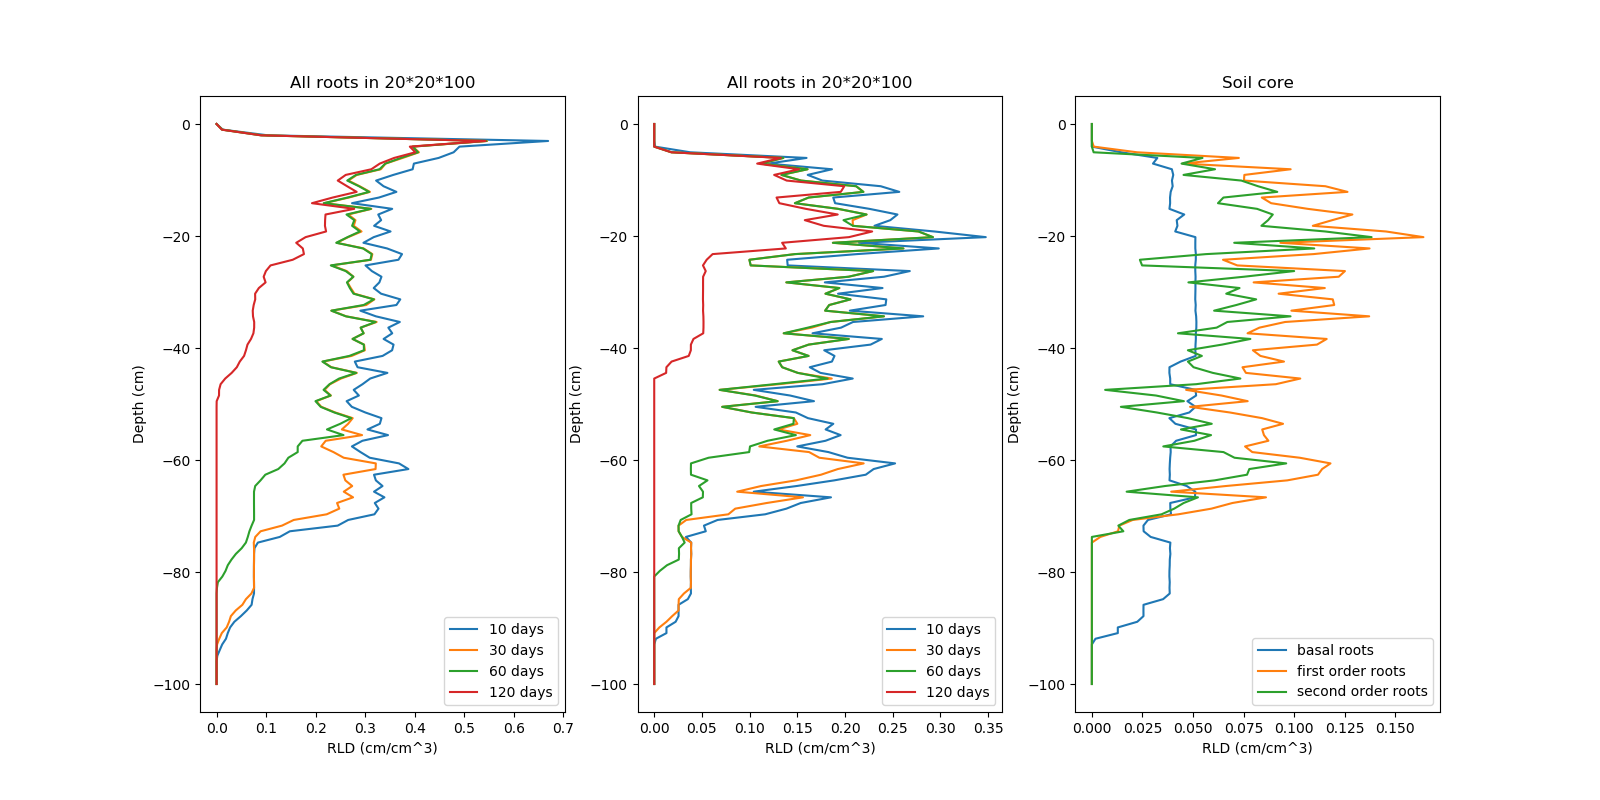 All roots in 20*20*100
0
−20
−40
−60
−80
−100
Depth (cm)
0.0 0.1 0.2 0.3 0.4 0.5 0.6 0.7
RLD (cm/cm^3)
10 days
30 days
60 days
120 days
All roots in 20*20*100
0
−20
−40
−60
−80
−100
Depth (cm)
0.00 0.05 0.10 0.15 0.20 0.25 0.30 0.35
RLD (cm/cm^3)
10 days
30 days
60 days
120 days
Soil core
0
−20
−40
−60
−80
−100
Depth (cm)
0.000 0.025 0.050 0.075 0.100 0.125 0.150
RLD (cm/cm^3)
basal roots
first order roots
second order roots